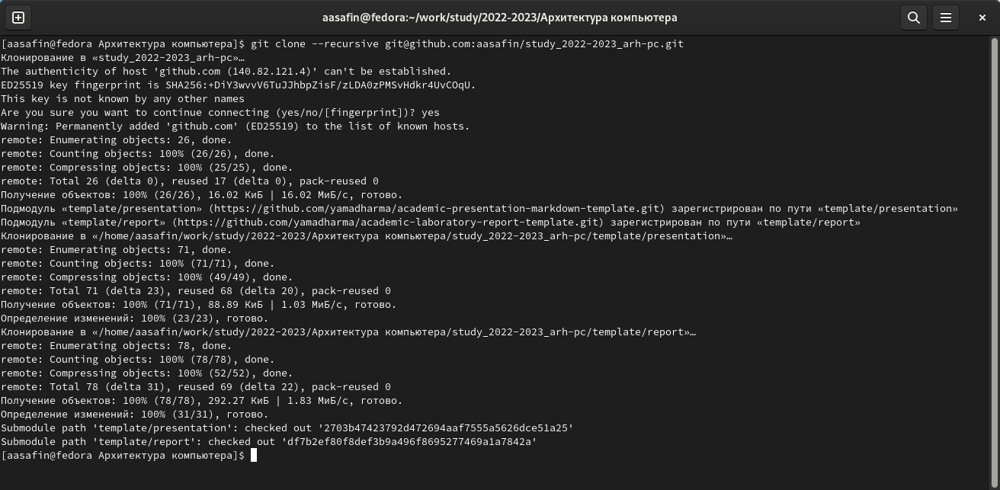 aasafin@fedora:~/work/study/2022-2023/Архитектура компьютера
[aasafin@fedora Архитектура компьютера]$ git clone --recursive git@github.com:aasafin/study_2022-2023_arh-pc.git
Клонирование в «study_2022-2023_arh-pc»…
The authenticity of host 'github.com (140.82.121.4)' can't be established.
ED25519 key fingerprint is SHA256:+DiY3wvvV6TuJJhbpZisF/zLDA0zPMSvHdkr4UvCOqU.
This key is not known by any other names
Are you sure you want to continue connecting (yes/no/[fingerprint])? yes
Warning: Permanently added 'github.com' (ED25519) to the list of known hosts.
remote: Enumerating objects: 26, done.
remote: Counting objects: 100% (26/26), done.
remote: Compressing objects: 100% (25/25), done.
remote: Total 26 (delta 0), reused 17 (delta 0), pack-reused 0
Получение объектов: 100% (26/26), 16.02 КиБ | 16.02 МиБ/с, готово.
Подмодуль «template/presentation» (https://github.com/yamadharma/academic-presentation-markdown-template.git) зарегистрирован по пути «template/presentation»
Подмодуль «template/report» (https://github.com/yamadharma/academic-laboratory-report-template.git) зарегистрирован по пути «template/report»
Клонирование в «/home/aasafin/work/study/2022-2023/Архитектура компьютера/study_2022-2023_arh-pc/template/presentation»…
remote: Enumerating objects: 71, done.
remote: Counting objects: 100% (71/71), done.
remote: Compressing objects: 100% (49/49), done.
remote: Total 71 (delta 23), reused 68 (delta 20), pack-reused 0
Получение объектов: 100% (71/71), 88.89 КиБ | 1.03 МиБ/с, готово.
Определение изменений: 100% (23/23), готово.
Клонирование в «/home/aasafin/work/study/2022-2023/Архитектура компьютера/study_2022-2023_arh-pc/template/report»…
remote: Enumerating objects: 78, done.
remote: Counting objects: 100% (78/78), done.
remote: Compressing objects: 100% (52/52), done.
remote: Total 78 (delta 31), reused 69 (delta 22), pack-reused 0
Получение объектов: 100% (78/78), 292.27 КиБ | 1.83 МиБ/с, готово.
Определение изменений: 100% (31/31), готово.
Submodule path 'template/presentation': checked out '2703b47423792d472694aaf7555a5626dce51a25'
Submodule path 'template/report': checked out 'df7b2ef80f8def3b9a496f8695277469a1a7842a'
[aasafin@fedora Архитектура компьютера]$